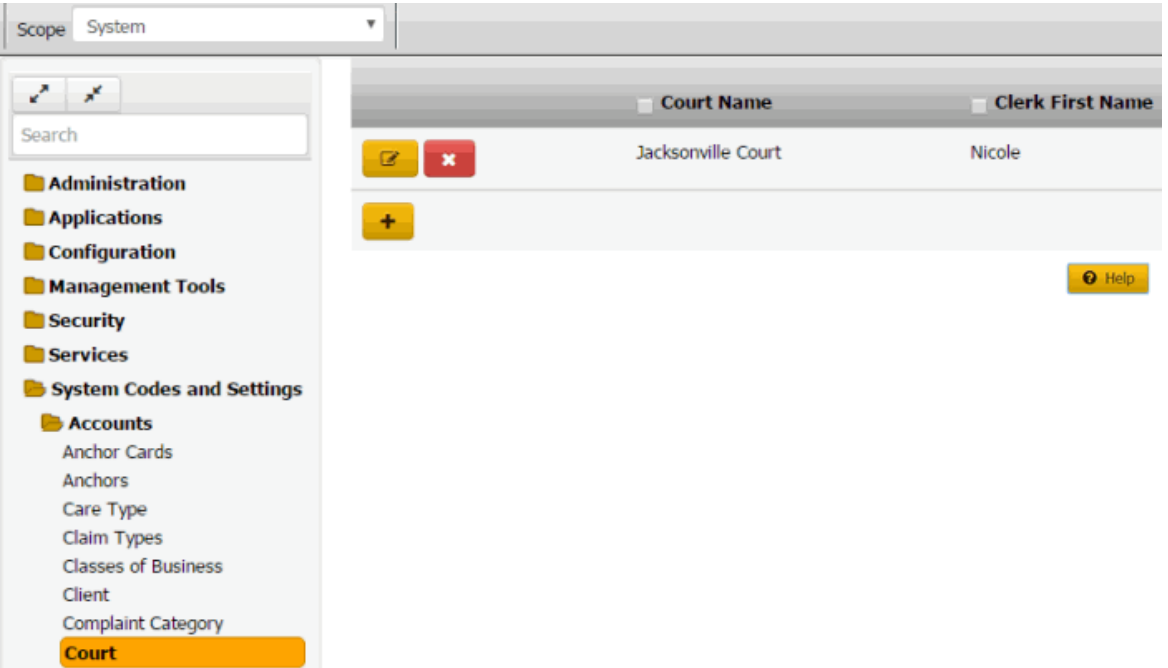 Scope System
Search
Administration
Applications
Configuration
Management Tools
Security
Services
System Codes and Settings
Accounts
Anchor Cards
Anchors
Care Type
Claim Types
Classes of Business
Client
Complaint Category
Court
Court Name Clerk First Name
Jacksonville Court Nicole
Help